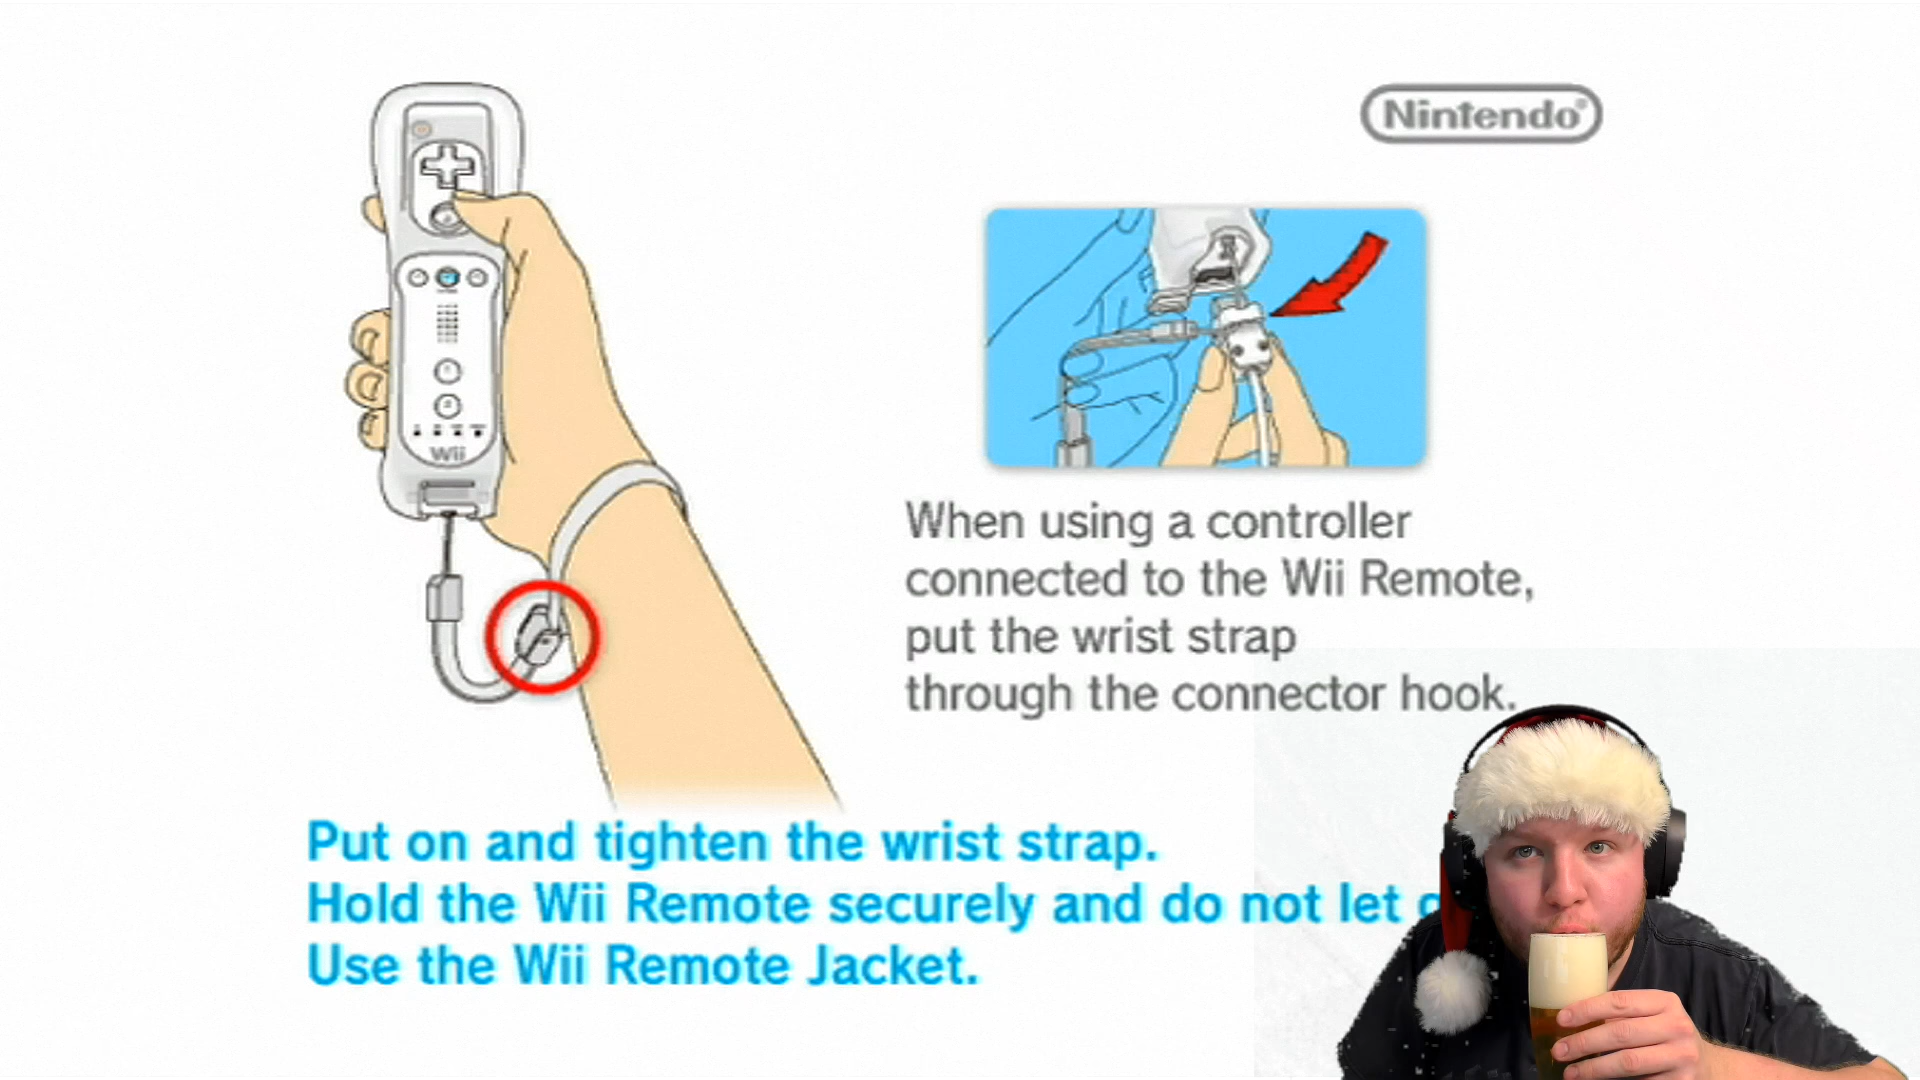 Nintendo®
Wii
When using a controller
connected to the Wii Remote,
put the wrist strap
through the connector hook.
Put on and tighten the wrist strap.
Hold the Wii Remote securely and do not let
Use the Wii Remote Jacket.